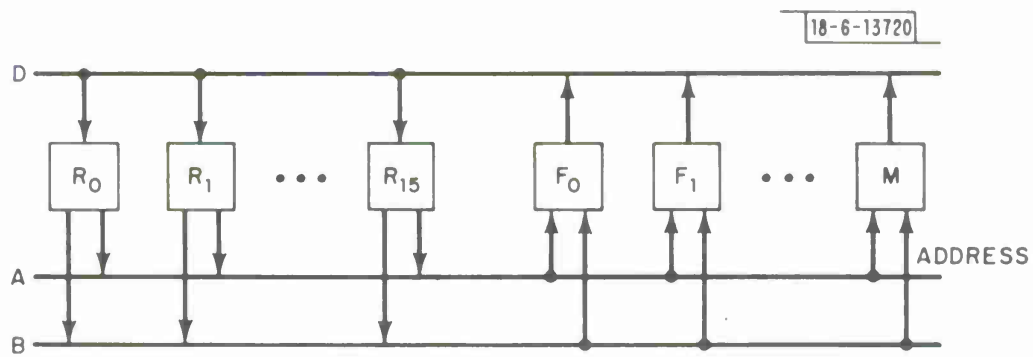 18-6-13720
D
R0 R1 ••• R15 F0 F1 ••• M
ADDRESS
A
B